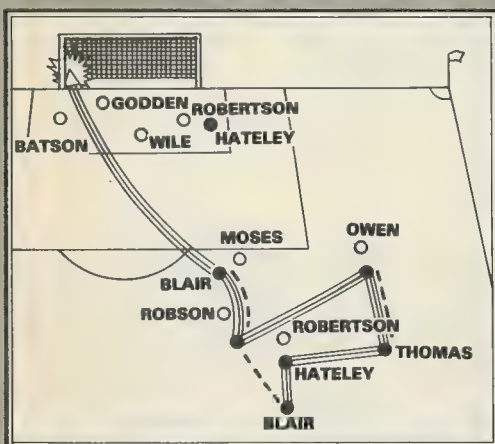 GODDEN
ROBERTSON
BATSON
WILE
HATELEY
MOSES
OWEN
BLAIR
ROBSON
ROBERTSON
THOMAS
HATELEY
BLAIR